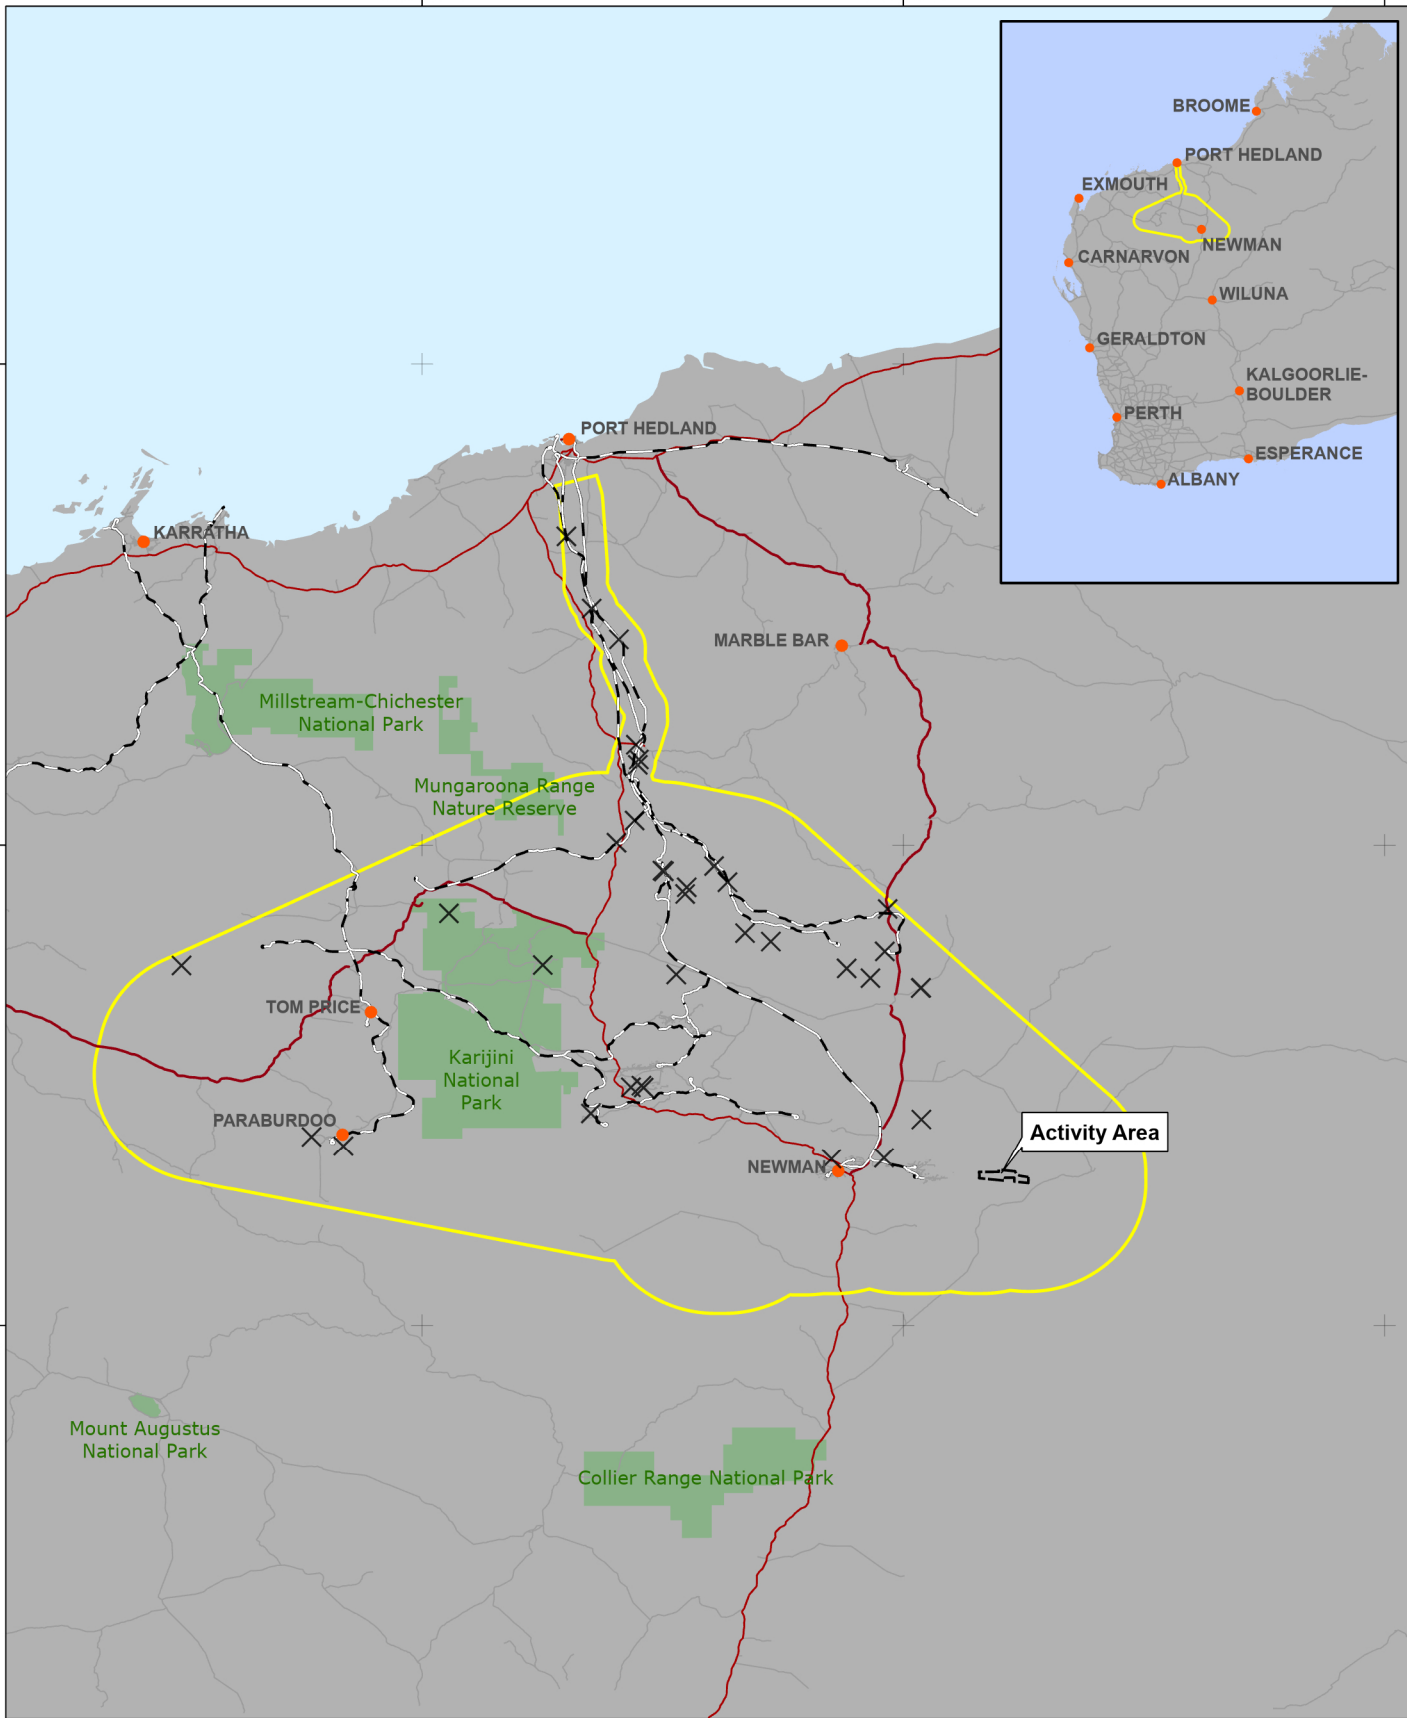 BROOME
PORT HEDLAND
EXMOUTH
NEWMAN
CARNARVON
WILUNA
GERALDTON
KALGOORLIE-
BOULDER
PERTH
ESPERANCE
ALBANY
PORT HEDLAND
KARRATHA
MARBLE BAR
Millstream-Chichester
National Park
Mungaroona Range
Nature Reserve
TOM PRICE
Karijini
National
Park
PARABURDOO
Activity Area
NEWMAN
Mount Augustus
National Park
Collier Range National Park